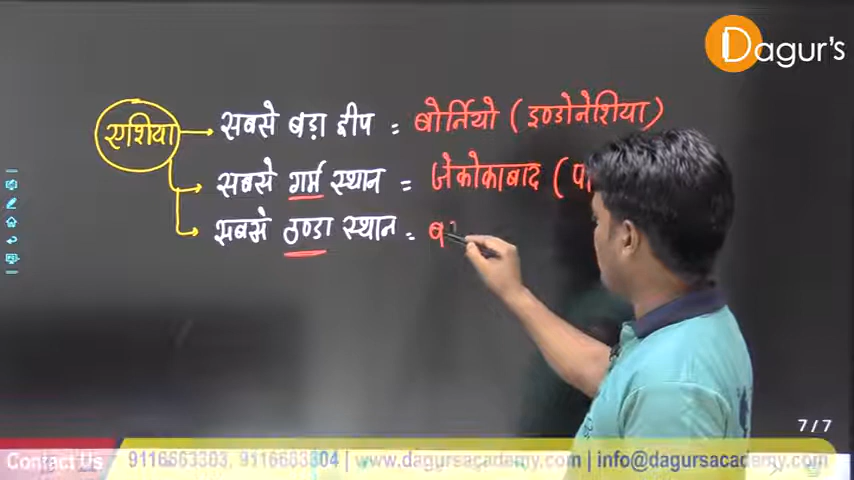 Dagur's
एशिया
सबसे बड़ा द्वीप = बोर्नियो (इण्डोनेशिया)
सबसे गर्म स्थान = जेकोकाबाद (पा
सबसे ठण्डा स्थान = ब
7/7
Contact Us 9116663303, 9116663304 | www.dagursacademy.com | info@dagursacademy.com